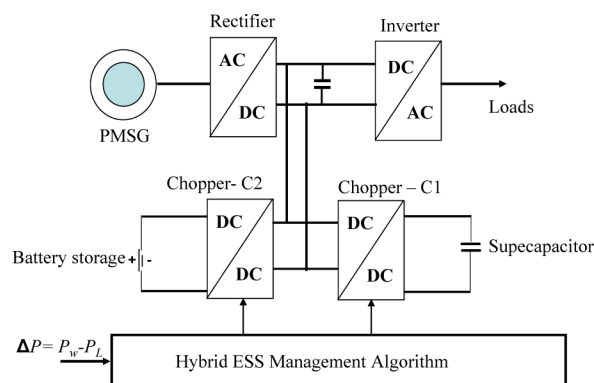 Rectifier
Inverter
AC
DC
DC
AC
PMSG
Loads
Chopper- C2
Chopper – C1
DC
DC
DC
DC
Battery storage
+
-
Supecapacitor
ΔP= Pw-PL
Hybrid ESS Management Algorithm